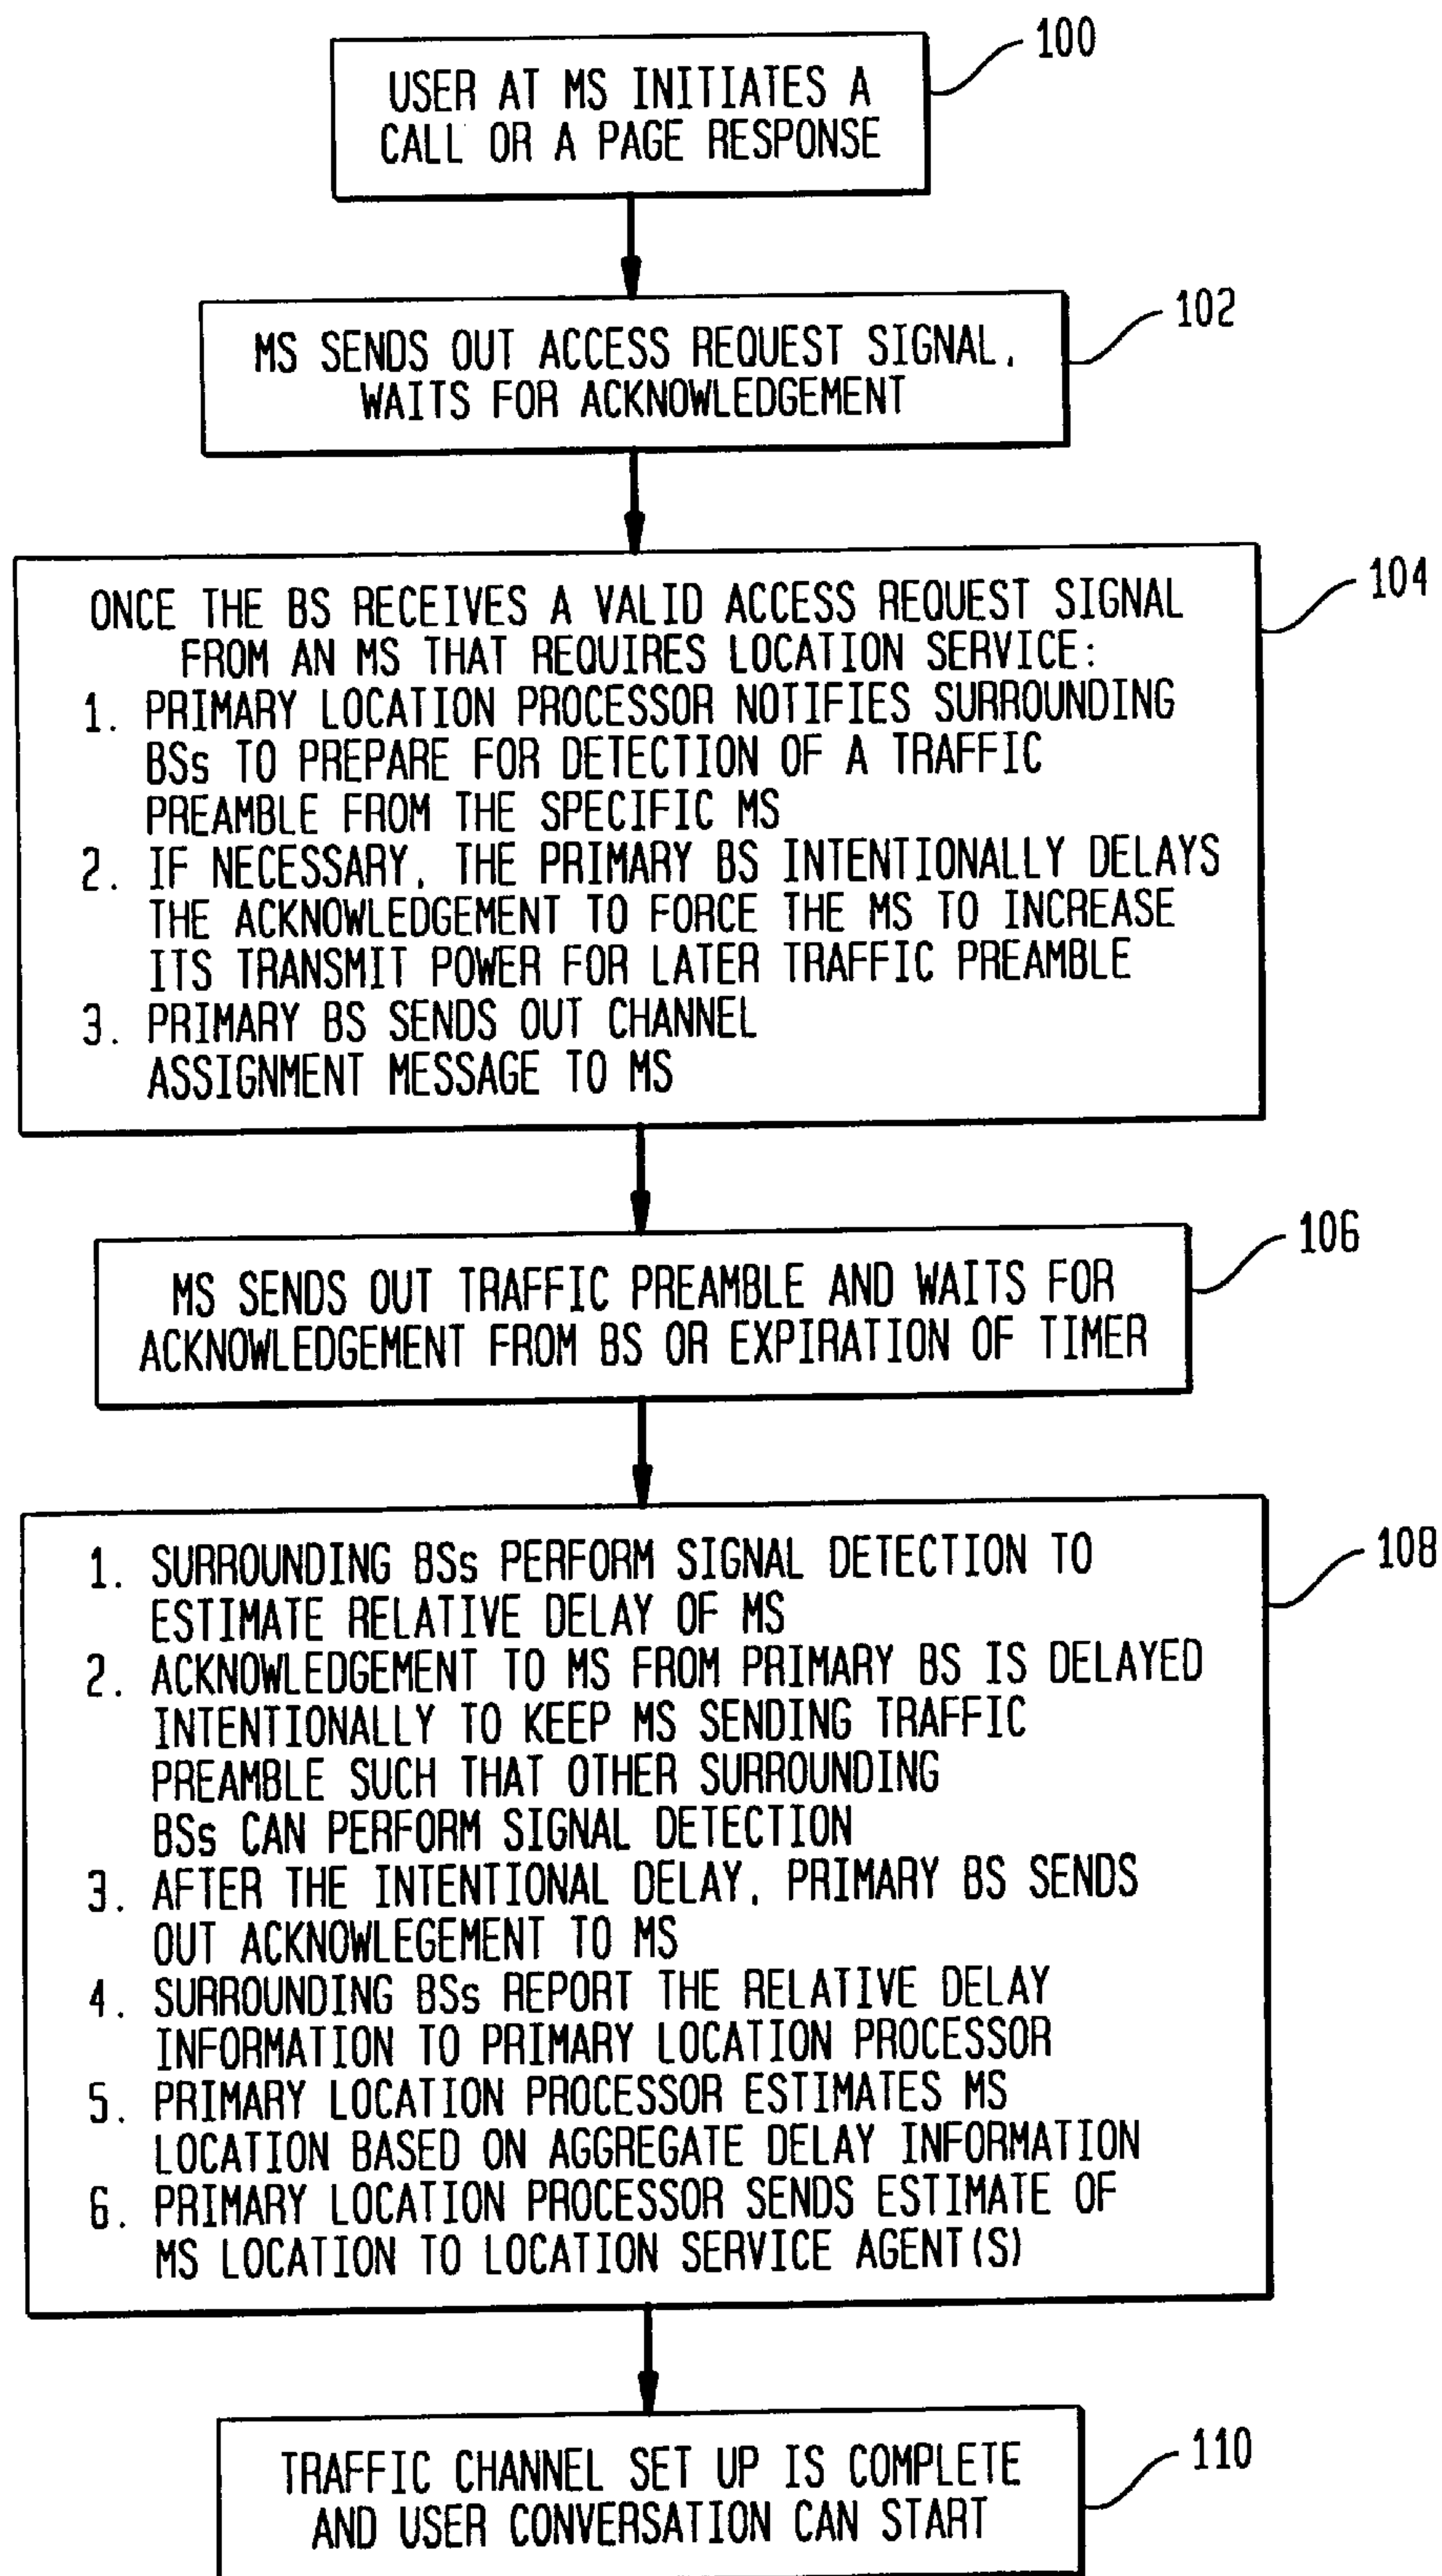 100
USER AT MS INITIATES A
CALL OR A PAGE RESPONSE
102
MS SENDS OUT ACCESS REQUEST SIGNAL,
WAITS FOR ACKNOWLEDGEMENT
104
ONCE THE BS RECEIVES A VALID ACCESS REQUEST SIGNAL
FROM AN MS THAT REQUIRES LOCATION SERVICE:
1. PRIMARY LOCATION PROCESSOR NOTIFIES SURROUNDING
BSs TO PREPARE FOR DETECTION OF A TRAFFIC
PREAMBLE FROM THE SPECIFIC MS
2. IF NECESSARY, THE PRIMARY BS INTENTIONALLY DELAYS
THE ACKNOWLEDGEMENT TO FORCE THE MS TO INCREASE
ITS TRANSMIT POWER FOR LATER TRAFFIC PREAMBLE
3. PRIMARY BS SENDS OUT CHANNEL
ASSIGNMENT MESSAGE TO MS
106
MS SENDS OUT TRAFFIC PREAMBLE AND WAITS FOR
ACKNOWLEDGEMENT FROM BS OR EXPIRATION OF TIMER
108
1. SURROUNDING BSs PERFORM SIGNAL DETECTION TO
ESTIMATE RELATIVE DELAY OF MS
2. ACKNOWLEDGEMENT TO MS FROM PRIMARY BS IS DELAYED
INTENTIONALLY TO KEEP MS SENDING TRAFFIC
PREAMBLE SUCH THAT OTHER SURROUNDING
BSs CAN PERFORM SIGNAL DETECTION
3. AFTER THE INTENTIONAL DELAY, PRIMARY BS SENDS
OUT ACKNOWLEGEMENT TO MS
4. SURROUNDING BSs REPORT THE RELATIVE DELAY
INFORMATION TO PRIMARY LOCATION PROCESSOR
5. PRIMARY LOCATION PROCESSOR ESTIMATES MS
LOCATION BASED ON AGGREGATE DELAY INFORMATION
6. PRIMARY LOCATION PROCESSOR SENDS ESTIMATE OF
MS LOCATION TO LOCATION SERVICE AGENT(S)
110
TRAFFIC CHANNEL SET UP IS COMPLETE
AND USER CONVERSATION CAN START